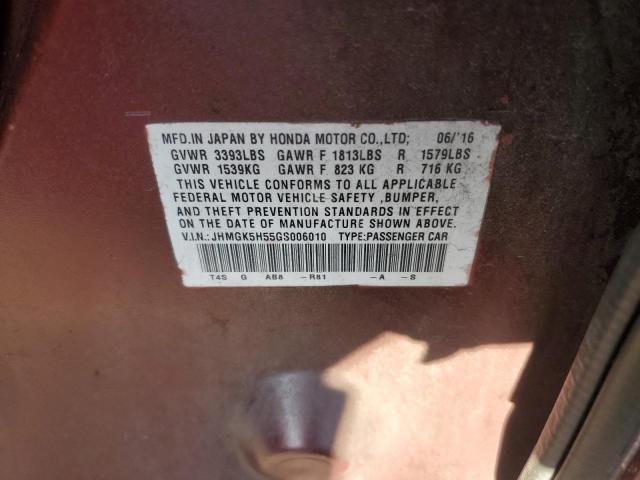 MFD.IN JAPAN BY HONDA MOTOR CO.,LTD; 06/'16
GVWR 3393LBS GAWR F 1813LBS R 1579LBS
GVWR 1539KG GAWR F 823 KG R 716 KG
THIS VEHICLE CONFORMS TO ALL APPLICABLE
FEDERAL MOTOR VEHICLE SAFETY ,BUMPER,
AND THEFT PREVENTION STANDARDS IN EFFECT
ON THE DATE OF MANUFACTURE SHOWN ABOVE.
V.I.N.:JHMGK5H55GS006010 TYPE:PASSENGER CAR
T4S G AB8 -R81 -A -S